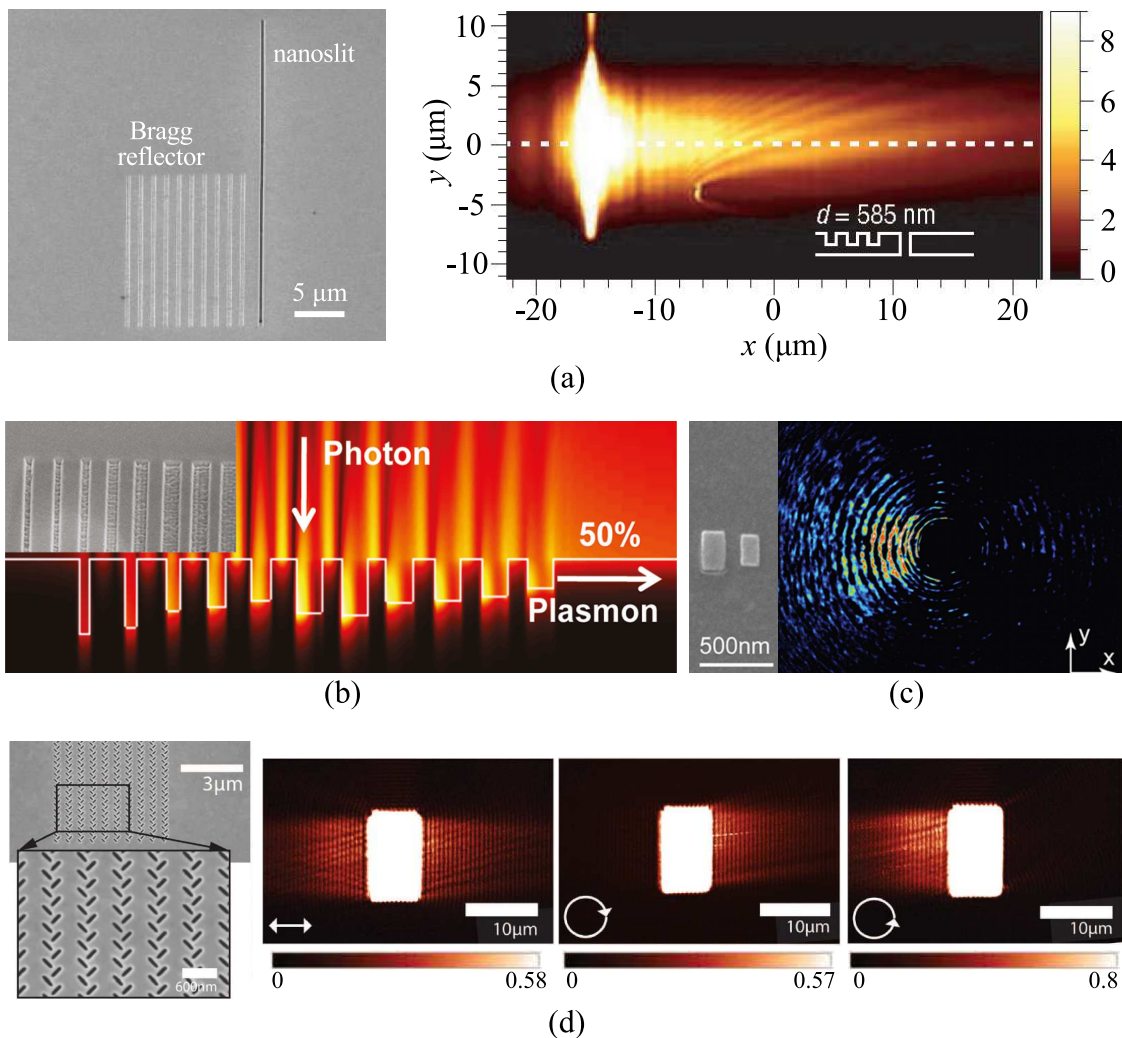 nanoslit
Bragg
reflector
5 μm
10
5
0
-5
-10
y (μm)
d = 585 nm
-20
-10
0
10
20
x (μm)
8
6
4
2
0
(a)
Photon
50%
Plasmon
(b)
500nm
y
x
(c)
3μm
600nm
10μm
0
0.58
10μm
0
0.57
10μm
0
0.8
(d)